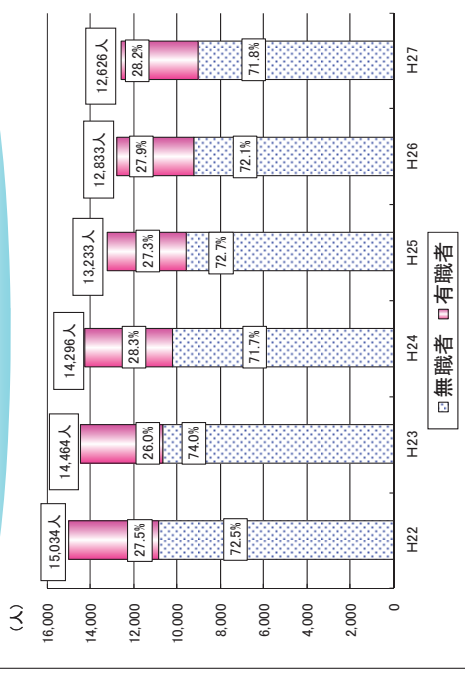 (人)
16,000
14,000
12,000
10,000
8,000
6,000
4,000
2,000
0
15,034人
27.5%
72.5%
14,464人
26.0%
74.0%
14,296人
28.3%
71.7%
13,233人
27.3%
72.7%
12,833人
27.9%
72.1%
12,626人
28.2%
71.8%
H22 H23 H24 H25 H26 H27
無職者 有職者